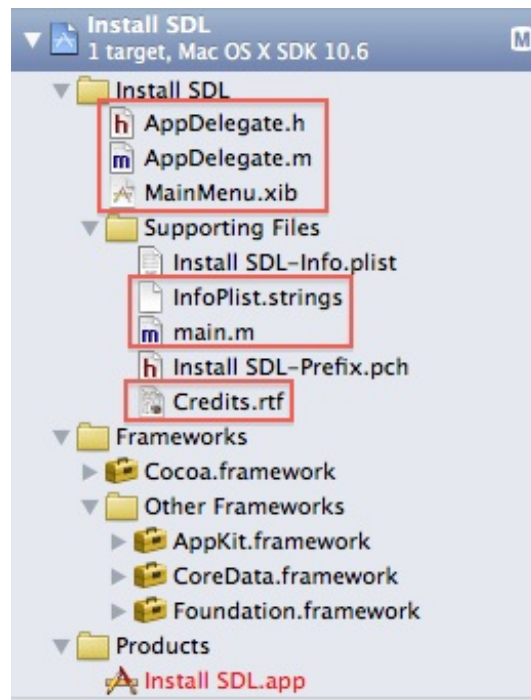 Install SDL
1 target, Mac OS X SDK 10.6
M
Install SDL
h AppDelegate.h
m AppDelegate.m
MainMenu.xib
Supporting Files
Install SDL-Info.plist
InfoPlist.strings
m main.m
h Install SDL-Prefix.pch
Credits.rtf
Frameworks
Cocoa.framework
Other Frameworks
AppKit.framework
CoreData.framework
Foundation.framework
Products
Install SDL.app